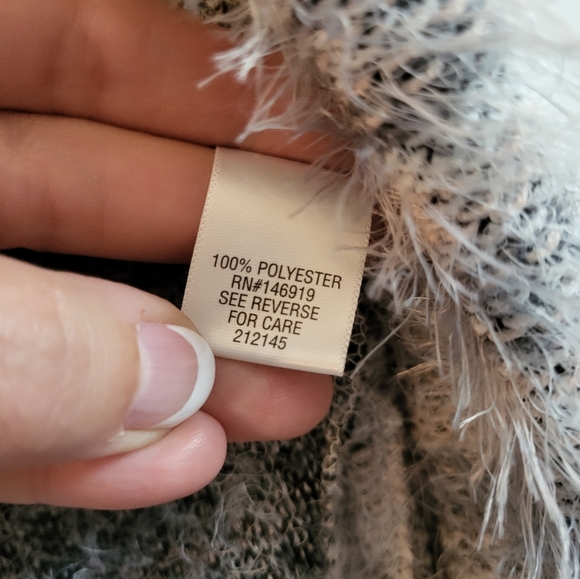 100% POLYESTER
RN#146919
SEE REVERSE
FOR CARE
212145